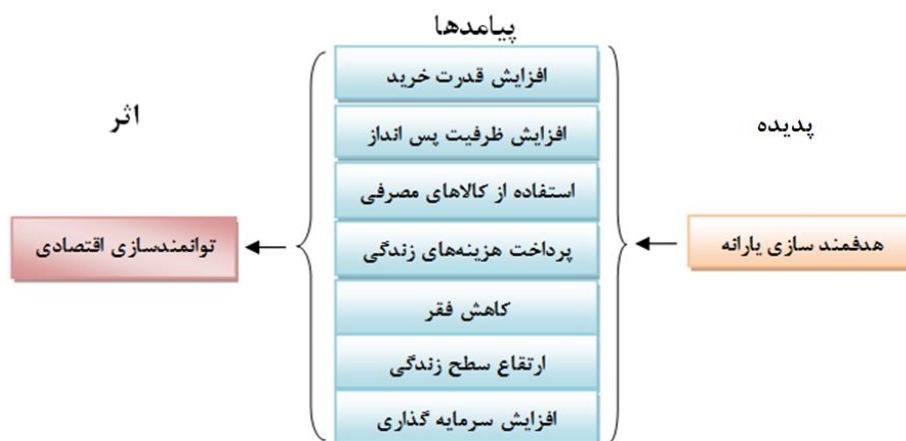 پیامدها
پدیده
اثر
هدفمند سازی یارانه
افزایش قدرت خرید
افزایش ظرفیت پس انداز
استفاده از کالاهای مصرفی
پرداخت هزینه‌های زندگی
کاهش فقر
ارتقاع سطح زندگی
افزایش سرمایه گذاری
توانمندسازی اقتصادی